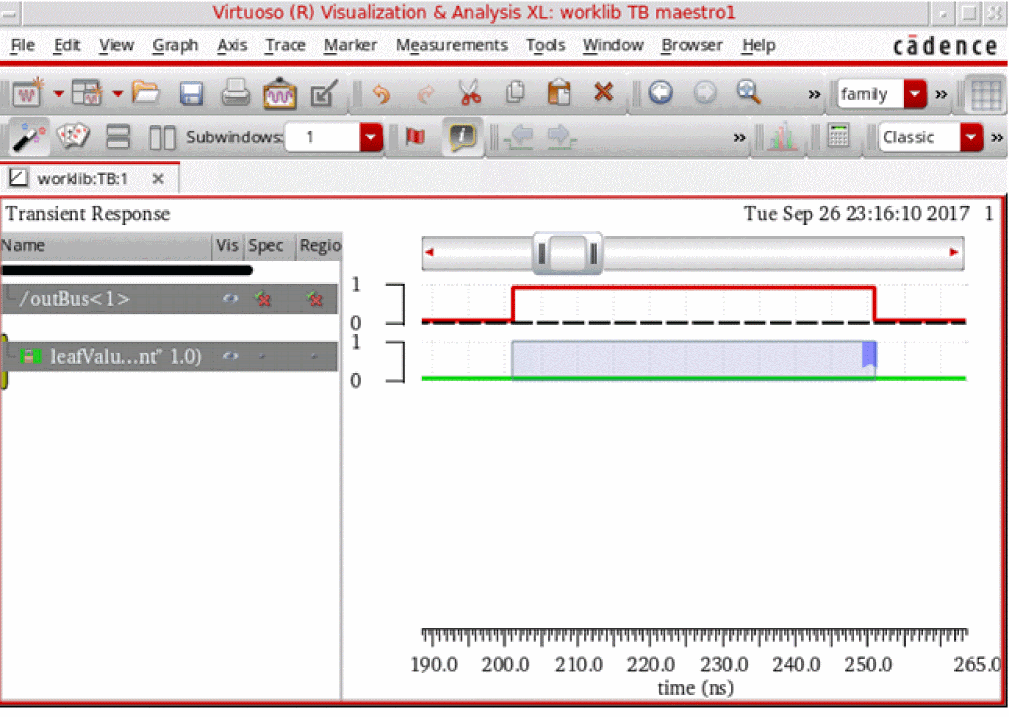 Virtuoso (R) Visualization & Analysis XL: worklib TB maestro1
File Edit View Graph Axis Trace Marker Measurements Tools Window Browser Help cādence
» family »
Subwindows: 1 » Classic »
worklib:TB:1 ×
Transient Response Tue Sep 26 23:16:10 2017 1
Name Vis Spec Regio
/outBus<1>
1
0
leafValu...nt" 1.0)
1
0
190.0 200.0 210.0 220.0 230.0 240.0 250.0 265.0
time (ns)